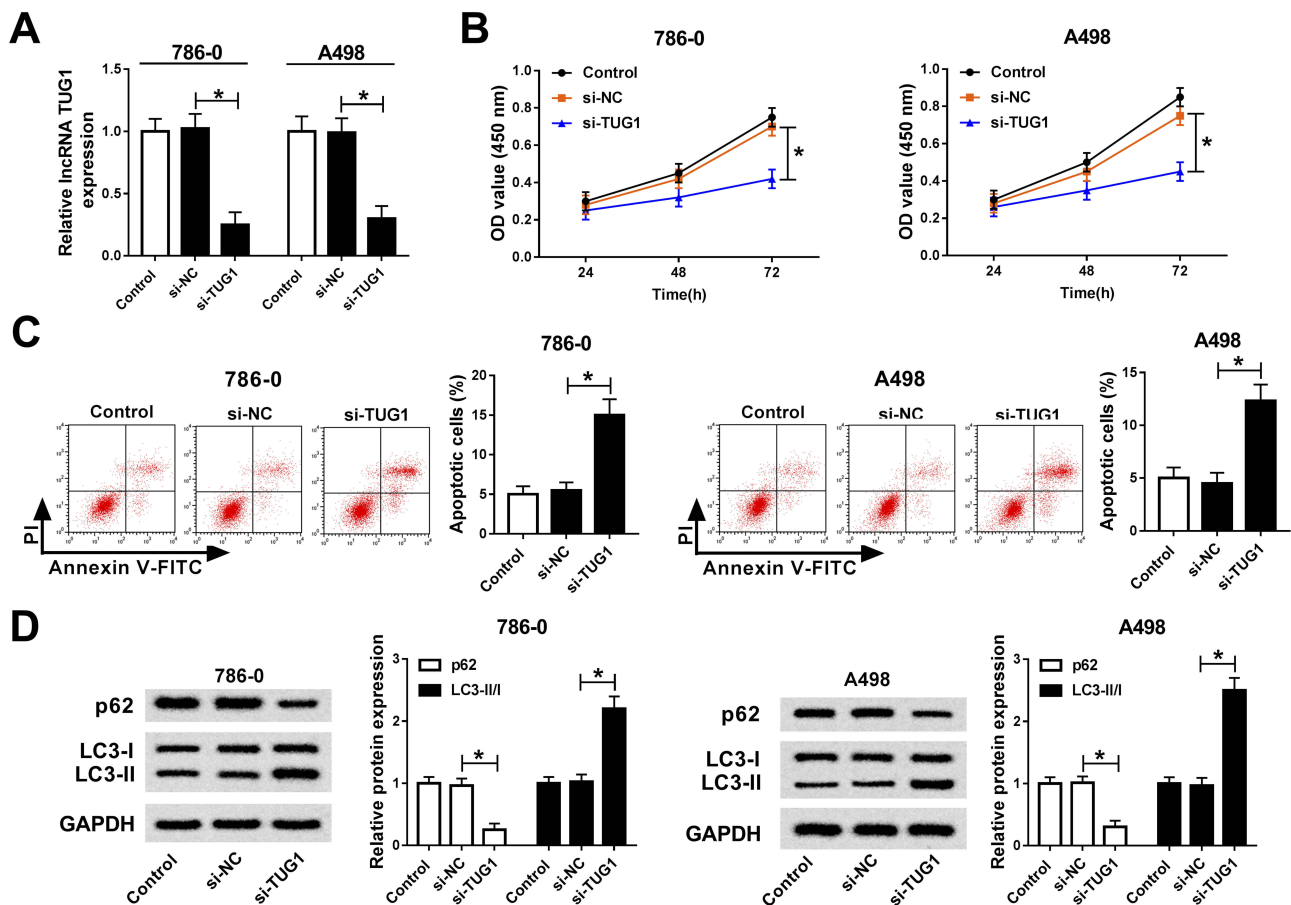 A
786-0
A498
Relative lncRNA TUG1
expression
1.5
1.0
0.5
0.0
*
*
Control
si-NC
si-TUG1
Control
si-NC
si-TUG1
B
786-0
OD value (450 nm)
1.0
0.8
0.6
0.4
0.2
0.0
Control
si-NC
si-TUG1
*
24
48
72
Time(h)
A498
OD value (450 nm)
1.0
0.8
0.6
0.4
0.2
0.0
Control
si-NC
si-TUG1
*
24
48
72
Time(h)
C
786-0
Control
si-NC
si-TUG1
PI
Annexin V-FITC
786-0
Apoptotic cells (%)
20
15
10
5
0
*
Control
si-NC
si-TUG1
A498
Control
si-NC
si-TUG1
PI
Annexin V-FITC
A498
Apoptotic cells (%)
15
10
5
0
*
Control
si-NC
si-TUG1
D
786-0
p62
LC3-I
LC3-II
GAPDH
Control
si-NC
si-TUG1
786-0
Relative protein expression
3
2
1
0
p62
LC3-II/I
*
*
Control
si-NC
si-TUG1
Control
si-NC
si-TUG1
A498
p62
LC3-I
LC3-II
GAPDH
Control
si-NC
si-TUG1
A498
Relative protein expression
3
2
1
0
p62
LC3-II/I
*
*
Control
si-NC
si-TUG1
Control
si-NC
si-TUG1